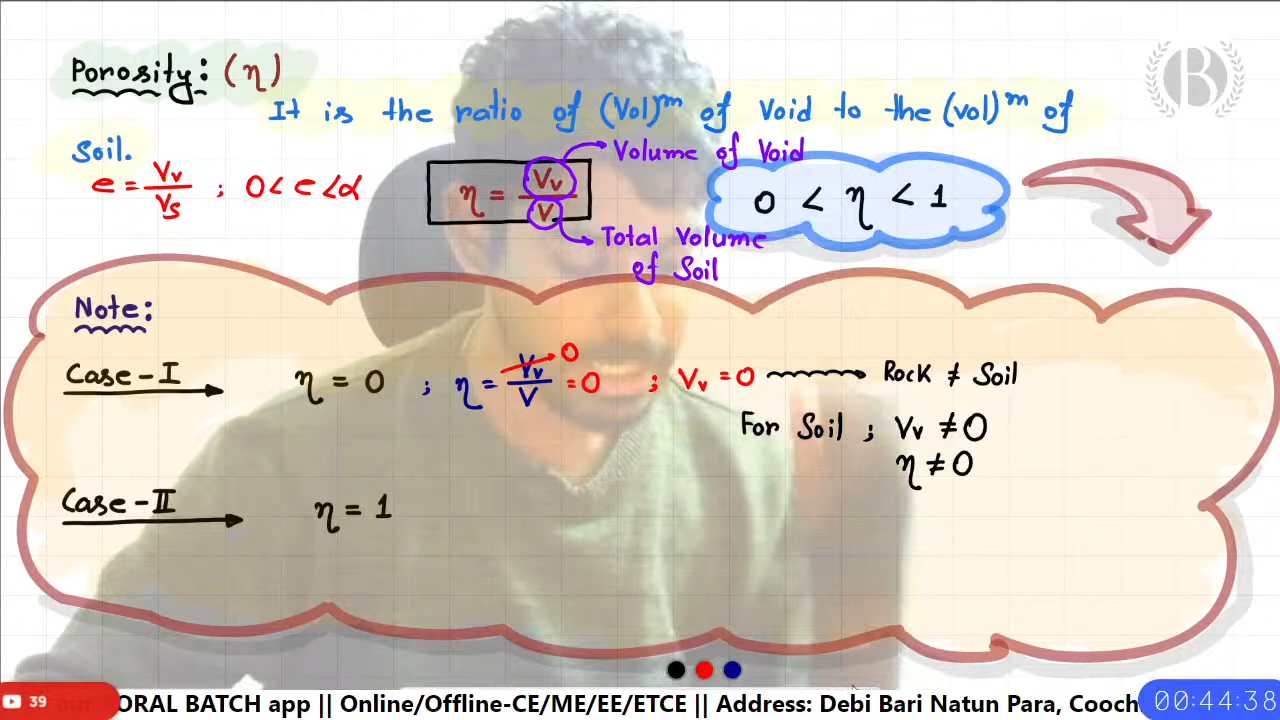 Porosity: (η)
It is the ratio of (Vol)ᵐ of Void to the (vol)ᵐ of
Soil.
e = Vᵥ/Vs ; 0 < e < α
η = Vᵥ/V
Volume of Void
Total Volume
of Soil
0 < η < 1
Note:
Case-I η = 0 ; η = Vᵥ/V = 0 ; Vᵥ = 0 Rock ≠ Soil
0
For Soil ; Vᵥ ≠ 0
η ≠ 0
Case-II η = 1
B
39
ORAL BATCH app || Online/Offline-CE/ME/EE/ETCE || Address: Debi Bari Natun Para, Cooch
00:44:38